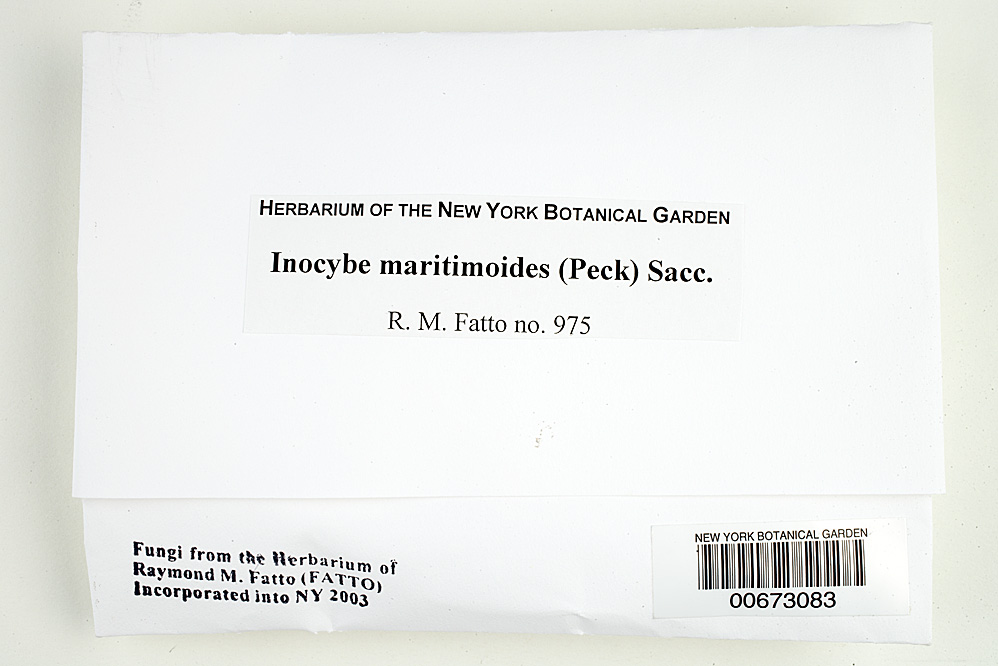 HERBARIUM OF THE NEW YORK BOTANICAL GARDEN
Inocybe maritimoides (Peck) Sacc.
R. M. Fatto no. 975
Fungi from the Herbarium of
Raymond M. Fatto (FATTO)
Incorporated into NY 2003
NEW YORK BOTANICAL GARDEN
00673083